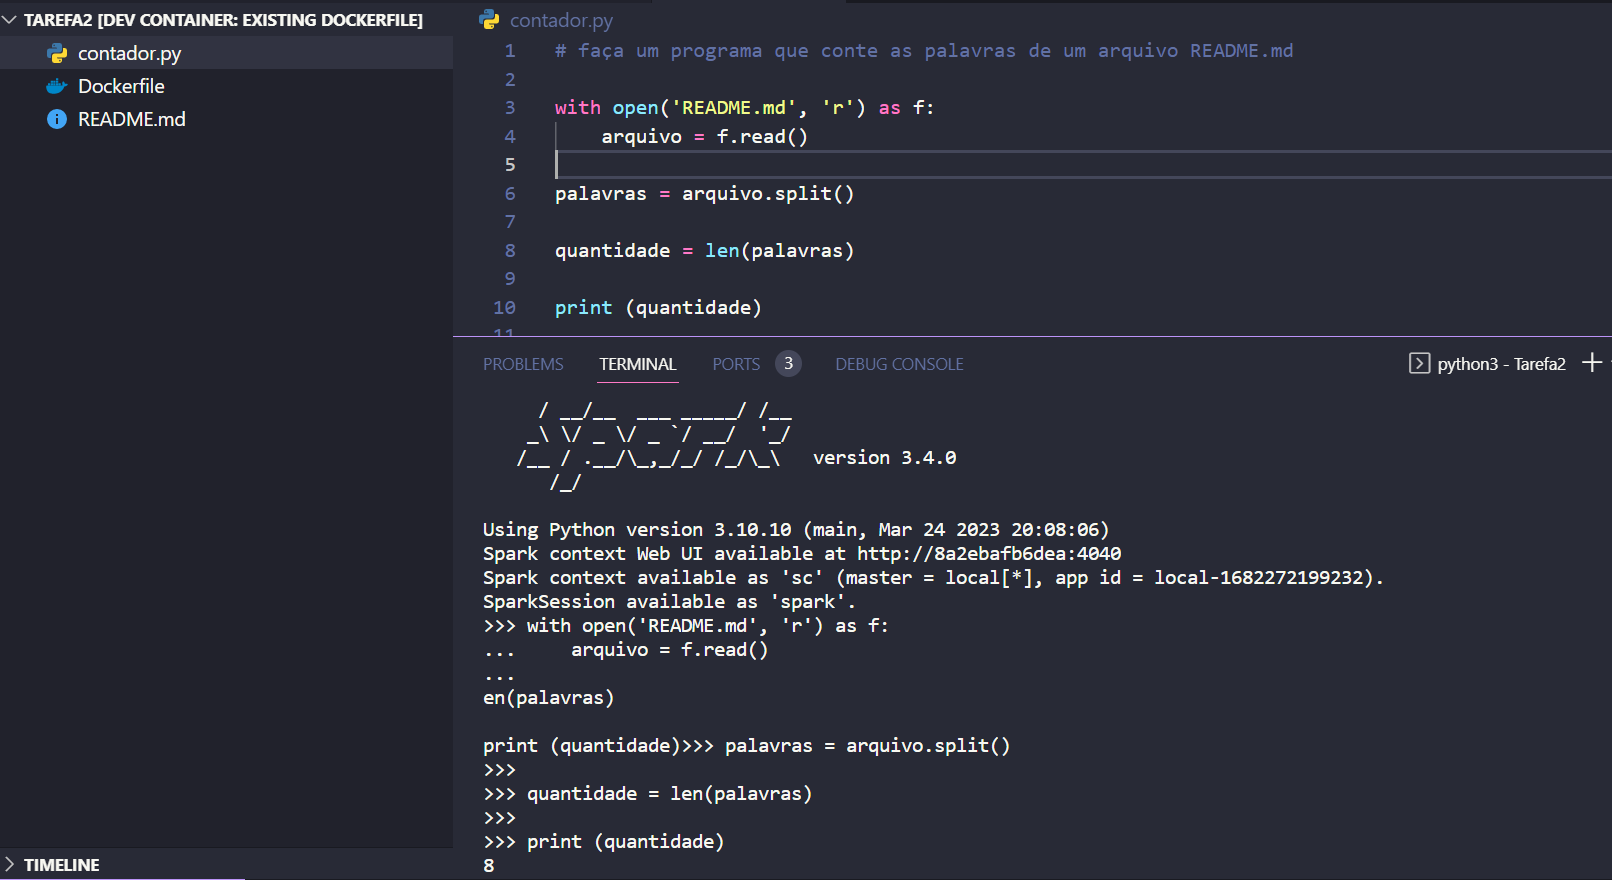 TAREFA2 [DEV CONTAINER: EXISTING DOCKERFILE]
contador.py
Dockerfile
README.md
TIMELINE
contador.py
1 # faça um programa que conte as palavras de um arquivo README.md
2
3 with open('README.md', 'r') as f:
4     arquivo = f.read()
5
6 palavras = arquivo.split()
7
8 quantidade = len(palavras)
9
10 print (quantidade)
11
PROBLEMS TERMINAL PORTS 3 DEBUG CONSOLE python3 - Tarefa2
     / __/__  ___ _____/ /__
    _\ \/ _ \/ _ `/ __/  '_/
   /__ / .__/\_,_/_/ /_/\_\   version 3.4.0
      /_/
Using Python version 3.10.10 (main, Mar 24 2023 20:08:06)
Spark context Web UI available at http://8a2ebafb6dea:4040
Spark context available as 'sc' (master = local[*], app id = local-1682272199232).
SparkSession available as 'spark'.
>>> with open('README.md', 'r') as f:
...     arquivo = f.read()
...
en(palavras)
print (quantidade)>>> palavras = arquivo.split()
>>>
>>> quantidade = len(palavras)
>>>
>>> print (quantidade)
8